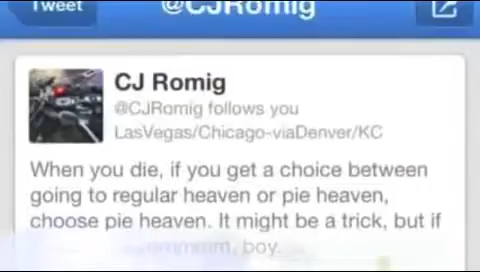 Tweet
@CJRomig
CJ Romig
@CJRomig follows you
LasVegas/Chicago-viaDenver/KC
When you die, if you get a choice between
going to regular heaven or pie heaven,
choose pie heaven. It might be a trick, but if
boy.